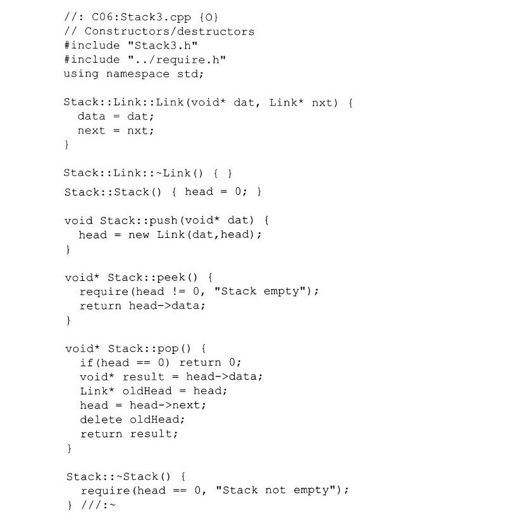 //: C06:Stack3.cpp {O}
// Constructors/destructors
#include "Stack3.h"
#include "../require.h"
using namespace std;

Stack::Link::Link(void* dat, Link* nxt) {
  data = dat;
  next = nxt;
}

Stack::Link::~Link() { }
Stack::Stack() { head = 0; }

void Stack::push(void* dat) {
  head = new Link(dat,head);
}

void* Stack::peek() {
  require(head != 0, "Stack empty");
  return head->data;
}

void* Stack::pop() {
  if(head == 0) return 0;
  void* result = head->data;
  Link* oldHead = head;
  head = head->next;
  delete oldHead;
  return result;
}

Stack::~Stack() {
  require(head == 0, "Stack not empty");
} ///:~